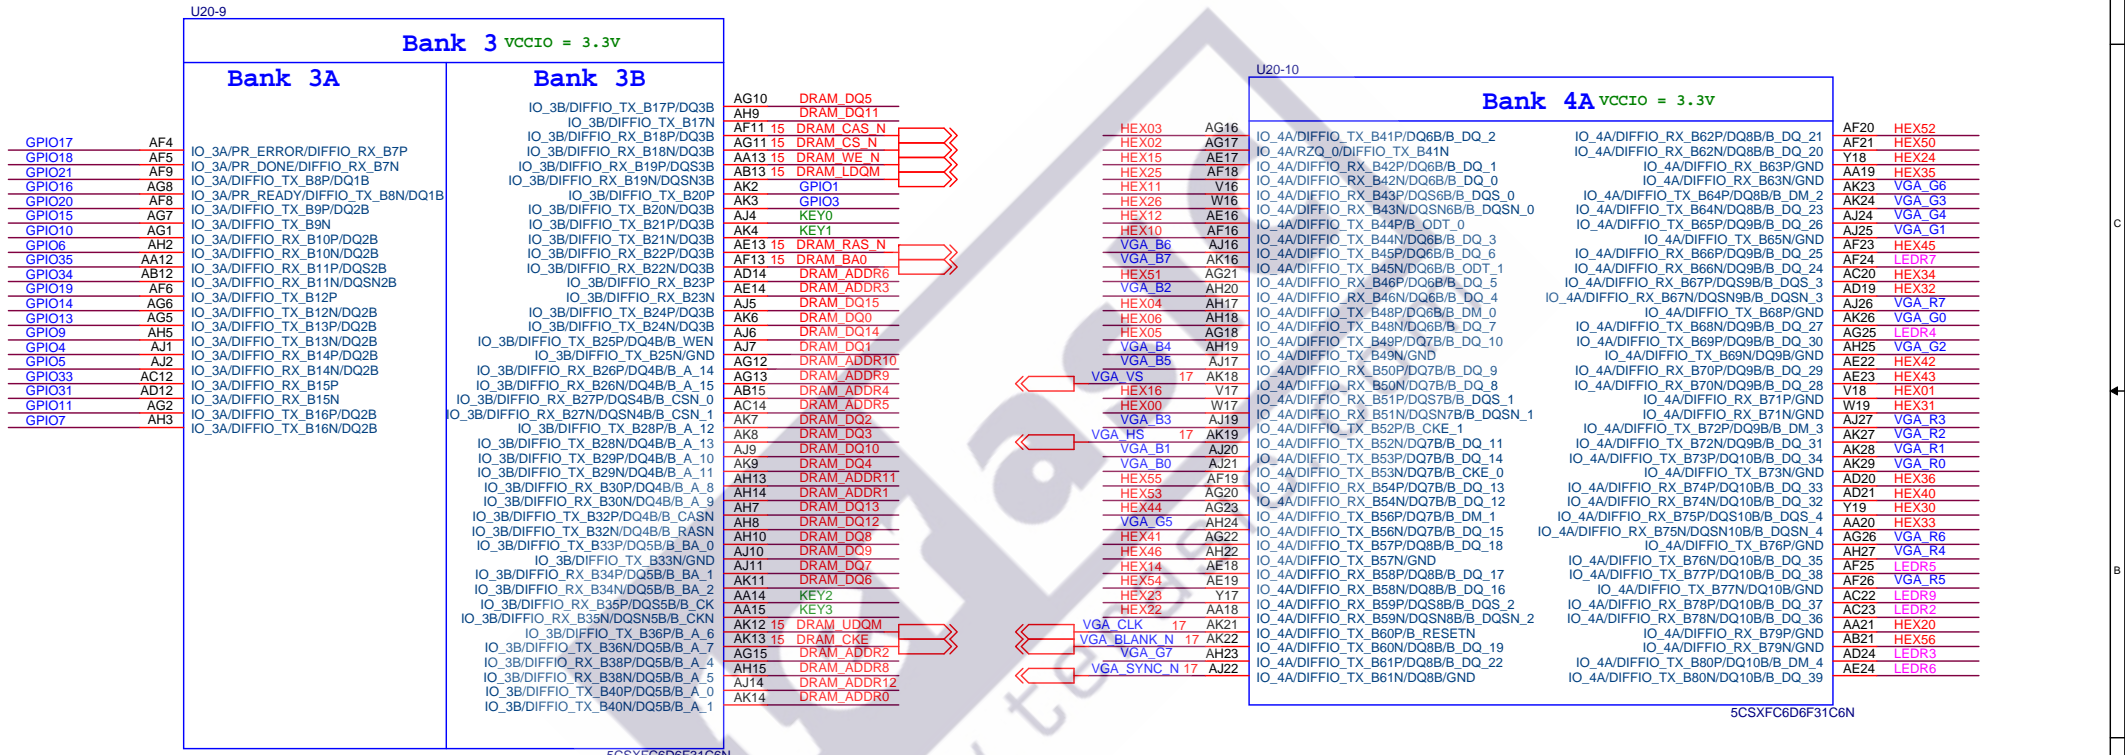 U20-9
Bank 3 VCCIO = 3.3V
Bank 3A
Bank 3B
GPIO17 AF4 IO_3A/PR_ERROR/DIFFIO_RX_B7P
GPIO18 AF5 IO_3A/PR_DONE/DIFFIO_RX_B7N
GPIO21 AF9 IO_3A/DIFFIO_TX_B8P/DQ1B
GPIO16 AG8 IO_3A/PR_READY/DIFFIO_TX_B8N/DQ1B
GPIO20 AF8 IO_3A/DIFFIO_TX_B9P/DQ2B
GPIO15 AG7 IO_3A/DIFFIO_TX_B9N
GPIO10 AG1 IO_3A/DIFFIO_RX_B10P/DQ2B
GPIO6 AH2 IO_3A/DIFFIO_RX_B10N/DQ2B
GPIO35 AA12 IO_3A/DIFFIO_RX_B11P/DQS2B
GPIO34 AB12 IO_3A/DIFFIO_RX_B11N/DQSN2B
GPIO19 AF6 IO_3A/DIFFIO_TX_B12P
GPIO14 AG6 IO_3A/DIFFIO_TX_B12N/DQ2B
GPIO13 AG5 IO_3A/DIFFIO_TX_B13P/DQ2B
GPIO9 AH5 IO_3A/DIFFIO_TX_B13N/DQ2B
GPIO4 AJ1 IO_3A/DIFFIO_RX_B14P/DQ2B
GPIO5 AJ2 IO_3A/DIFFIO_RX_B14N/DQ2B
GPIO33 AC12 IO_3A/DIFFIO_RX_B15P
GPIO31 AD12 IO_3A/DIFFIO_RX_B15N
GPIO11 AG2 IO_3A/DIFFIO_TX_B16P/DQ2B
GPIO7 AH3 IO_3A/DIFFIO_TX_B16N/DQ2B
IO_3B/DIFFIO_TX_B17P/DQ3B AG10 DRAM_DQ5
IO_3B/DIFFIO_TX_B17N AH9 DRAM_DQ11
IO_3B/DIFFIO_RX_B18P/DQ3B AF11 15 DRAM_CAS_N
IO_3B/DIFFIO_RX_B18N/DQ3B AG11 15 DRAM_CS_N
IO_3B/DIFFIO_RX_B19P/DQS3B AA13 15 DRAM_WE_N
IO_3B/DIFFIO_RX_B19N/DQSN3B AB13 15 DRAM_LDQM
IO_3B/DIFFIO_TX_B20P AK2 GPIO1
IO_3B/DIFFIO_TX_B20N/DQ3B AK3 GPIO3
IO_3B/DIFFIO_TX_B21P/DQ3B AJ4 KEY0
IO_3B/DIFFIO_TX_B21N/DQ3B AK4 KEY1
IO_3B/DIFFIO_RX_B22P/DQ3B AE13 15 DRAM_RAS_N
IO_3B/DIFFIO_RX_B22N/DQ3B AF13 15 DRAM_BA0
IO_3B/DIFFIO_RX_B23P AD14 DRAM_ADDR6
IO_3B/DIFFIO_RX_B23N AE14 DRAM_ADDR3
IO_3B/DIFFIO_TX_B24P/DQ3B AJ5 DRAM_DQ15
IO_3B/DIFFIO_TX_B24N/DQ3B AK6 DRAM_DQ0
IO_3B/DIFFIO_TX_B25P/DQ4B/B_WEN AJ6 DRAM_DQ14
IO_3B/DIFFIO_TX_B25N/GND AJ7 DRAM_DQ1
IO_3B/DIFFIO_RX_B26P/DQ4B/B_A_14 AG12 DRAM_ADDR10
IO_3B/DIFFIO_RX_B26N/DQ4B/B_A_15 AG13 DRAM_ADDR9
IO_3B/DIFFIO_RX_B27P/DQS4B/B_CSN_0 AB15 DRAM_ADDR4
IO_3B/DIFFIO_RX_B27N/DQSN4B/B_CSN_1 AC14 DRAM_ADDR5
IO_3B/DIFFIO_TX_B28P/B_A_12 AK7 DRAM_DQ2
IO_3B/DIFFIO_TX_B28N/DQ4B/B_A_13 AK8 DRAM_DQ3
IO_3B/DIFFIO_TX_B29P/DQ4B/B_A_10 AJ9 DRAM_DQ10
IO_3B/DIFFIO_TX_B29N/DQ4B/B_A_11 AK9 DRAM_DQ4
IO_3B/DIFFIO_RX_B30P/DQ4B/B_A_8 AH13 DRAM_ADDR11
IO_3B/DIFFIO_RX_B30N/DQ4B/B_A_9 AH14 DRAM_ADDR1
IO_3B/DIFFIO_TX_B32P/DQ4B/B_CASN AH7 DRAM_DQ13
IO_3B/DIFFIO_TX_B32N/DQ4B/B_RASN AH8 DRAM_DQ12
IO_3B/DIFFIO_TX_B33P/DQ5B/B_BA_0 AH10 DRAM_DQ8
IO_3B/DIFFIO_TX_B33N/GND AJ10 DRAM_DQ9
IO_3B/DIFFIO_RX_B34P/DQ5B/B_BA_1 AJ11 DRAM_DQ7
IO_3B/DIFFIO_RX_B34N/DQ5B/B_BA_2 AK11 DRAM_DQ6
IO_3B/DIFFIO_RX_B35P/DQS5B/B_CK AA14 KEY2
IO_3B/DIFFIO_RX_B35N/DQSN5B/B_CKN AA15 KEY3
IO_3B/DIFFIO_TX_B36P/B_A_6 AK12 15 DRAM_UDQM
IO_3B/DIFFIO_TX_B36N/DQ5B/B_A_7 AK13 15 DRAM_CKE
IO_3B/DIFFIO_RX_B38P/DQ5B/B_A_4 AG15 DRAM_ADDR2
IO_3B/DIFFIO_RX_B38N/DQ5B/B_A_5 AH15 DRAM_ADDR8
IO_3B/DIFFIO_TX_B40P/DQ5B/B_A_0 AJ14 DRAM_ADDR12
IO_3B/DIFFIO_TX_B40N/DQ5B/B_A_1 AK14 DRAM_ADDR0
5CSXFC6D6F31C6N
U20-10
Bank 4A VCCIO = 3.3V
HEX03 AG16 IO_4A/DIFFIO_TX_B41P/DQ6B/B_DQ_2 IO_4A/DIFFIO_RX_B62P/DQ8B/B_DQ_21 AF20 HEX52
HEX02 AG17 IO_4A/RZQ_0/DIFFIO_TX_B41N IO_4A/DIFFIO_RX_B62N/DQ8B/B_DQ_20 AF21 HEX50
HEX15 AE17 IO_4A/DIFFIO_RX_B42P/DQ6B/B_DQ_1 IO_4A/DIFFIO_RX_B63P/GND Y18 HEX24
HEX25 AF18 IO_4A/DIFFIO_RX_B42N/DQ6B/B_DQ_0 IO_4A/DIFFIO_RX_B63N/GND AA19 HEX35
HEX11 V16 IO_4A/DIFFIO_RX_B43P/DQS6B/B_DQS_0 IO_4A/DIFFIO_TX_B64P/DQ8B/B_DM_2 AK23 VGA_G6
HEX26 W16 IO_4A/DIFFIO_RX_B43N/DQSN6B/B_DQSN_0 IO_4A/DIFFIO_TX_B64N/DQ8B/B_DQ_23 AK24 VGA_G3
HEX12 AE16 IO_4A/DIFFIO_TX_B44P/B_ODT_0 IO_4A/DIFFIO_TX_B65P/DQ9B/B_DQ_26 AJ24 VGA_G4
HEX10 AF16 IO_4A/DIFFIO_TX_B44N/DQ6B/B_DQ_3 IO_4A/DIFFIO_TX_B65N/GND AJ25 VGA_G1
VGA_B6 AJ16 IO_4A/DIFFIO_TX_B45P/DQ6B/B_DQ_6 IO_4A/DIFFIO_RX_B66P/DQ9B/B_DQ_25 AF23 HEX45
VGA_B7 AK16 IO_4A/DIFFIO_TX_B45N/DQ6B/B_ODT_1 IO_4A/DIFFIO_RX_B66N/DQ9B/B_DQ_24 AF24 LEDR7
HEX51 AG21 IO_4A/DIFFIO_RX_B46P/DQ6B/B_DQ_5 IO_4A/DIFFIO_RX_B67P/DQS9B/B_DQS_3 AC20 HEX34
VGA_B2 AH20 IO_4A/DIFFIO_RX_B46N/DQ6B/B_DQ_4 IO_4A/DIFFIO_RX_B67N/DQSN9B/B_DQSN_3 AD19 HEX32
HEX04 AH17 IO_4A/DIFFIO_TX_B48P/DQ6B/B_DM_0 IO_4A/DIFFIO_TX_B68P/GND AJ26 VGA_R7
HEX06 AH18 IO_4A/DIFFIO_TX_B48N/DQ6B/B_DQ_7 IO_4A/DIFFIO_TX_B68N/DQ9B/B_DQ_27 AK26 VGA_G0
HEX05 AG18 IO_4A/DIFFIO_TX_B49P/DQ7B/B_DQ_10 IO_4A/DIFFIO_TX_B69P/DQ9B/B_DQ_30 AG25 LEDR4
VGA_B4 AH19 IO_4A/DIFFIO_TX_B49N/GND IO_4A/DIFFIO_TX_B69N/DQ9B/GND AH25 VGA_G2
VGA_B5 AJ17 IO_4A/DIFFIO_RX_B50P/DQ7B/B_DQ_9 IO_4A/DIFFIO_RX_B70P/DQ9B/B_DQ_29 AE22 HEX42
VGA_VS 17 AK18 IO_4A/DIFFIO_RX_B50N/DQ7B/B_DQ_8 IO_4A/DIFFIO_RX_B70N/DQ9B/B_DQ_28 AE23 HEX43
HEX16 V17 IO_4A/DIFFIO_RX_B51P/DQS7B/B_DQS_1 IO_4A/DIFFIO_RX_B71P/GND V18 HEX01
HEX00 W17 IO_4A/DIFFIO_RX_B51N/DQSN7B/B_DQSN_1 IO_4A/DIFFIO_RX_B71N/GND W19 HEX31
VGA_B3 AJ19 IO_4A/DIFFIO_TX_B52P/B_CKE_1 IO_4A/DIFFIO_TX_B72P/DQ9B/B_DM_3 AJ27 VGA_R3
VGA_HS 17 AK19 IO_4A/DIFFIO_TX_B52N/DQ7B/B_DQ_11 IO_4A/DIFFIO_TX_B72N/DQ9B/B_DQ_31 AK27 VGA_R2
VGA_B1 AJ20 IO_4A/DIFFIO_TX_B53P/DQ7B/B_DQ_14 IO_4A/DIFFIO_TX_B73P/DQ10B/B_DQ_34 AK28 VGA_R1
VGA_B0 AJ21 IO_4A/DIFFIO_TX_B53N/DQ7B/B_CKE_0 IO_4A/DIFFIO_TX_B73N/GND AK29 VGA_R0
HEX55 AF19 IO_4A/DIFFIO_RX_B54P/DQ7B/B_DQ_13 IO_4A/DIFFIO_RX_B74P/DQ10B/B_DQ_33 AD20 HEX36
HEX53 AG20 IO_4A/DIFFIO_RX_B54N/DQ7B/B_DQ_12 IO_4A/DIFFIO_RX_B74N/DQ10B/B_DQ_32 AD21 HEX40
HEX44 AG23 IO_4A/DIFFIO_TX_B56P/DQ7B/B_DM_1 IO_4A/DIFFIO_RX_B75P/DQS10B/B_DQS_4 Y19 HEX30
VGA_G5 AH24 IO_4A/DIFFIO_TX_B56N/DQ7B/B_DQ_15 IO_4A/DIFFIO_RX_B75N/DQSN10B/B_DQSN_4 AA20 HEX33
HEX41 AG22 IO_4A/DIFFIO_TX_B57P/DQ8B/B_DQ_18 IO_4A/DIFFIO_TX_B76P/GND AG26 VGA_R6
HEX46 AH22 IO_4A/DIFFIO_TX_B57N/GND IO_4A/DIFFIO_TX_B76N/DQ10B/B_DQ_35 AH27 VGA_R4
HEX14 AE18 IO_4A/DIFFIO_RX_B58P/DQ8B/B_DQ_17 IO_4A/DIFFIO_TX_B77P/DQ10B/B_DQ_38 AF25 LEDR5
HEX54 AE19 IO_4A/DIFFIO_RX_B58N/DQ8B/B_DQ_16 IO_4A/DIFFIO_TX_B77N/DQ10B/GND AF26 VGA_R5
HEX23 Y17 IO_4A/DIFFIO_RX_B59P/DQS8B/B_DQS_2 IO_4A/DIFFIO_RX_B78P/DQ10B/B_DQ_37 AC22 LEDR9
HEX22 AA18 IO_4A/DIFFIO_RX_B59N/DQSN8B/B_DQSN_2 IO_4A/DIFFIO_RX_B78N/DQ10B/B_DQ_36 AC23 LEDR2
VGA_CLK 17 AK21 IO_4A/DIFFIO_TX_B60P/B_RESETN IO_4A/DIFFIO_RX_B79P/GND AA21 HEX20
VGA_BLANK_N 17 AK22 IO_4A/DIFFIO_TX_B60N/DQ8B/B_DQ_19 IO_4A/DIFFIO_RX_B79N/GND AB21 HEX56
VGA_G7 AH23 IO_4A/DIFFIO_TX_B61P/DQ8B/B_DQ_22 IO_4A/DIFFIO_TX_B80P/DQ10B/B_DM_4 AD24 LEDR3
VGA_SYNC_N 17 AJ22 IO_4A/DIFFIO_TX_B61N/DQ8B/GND IO_4A/DIFFIO_TX_B80N/DQ10B/B_DQ_39 AE24 LEDR6
5CSXFC6D6F31C6N
C
B